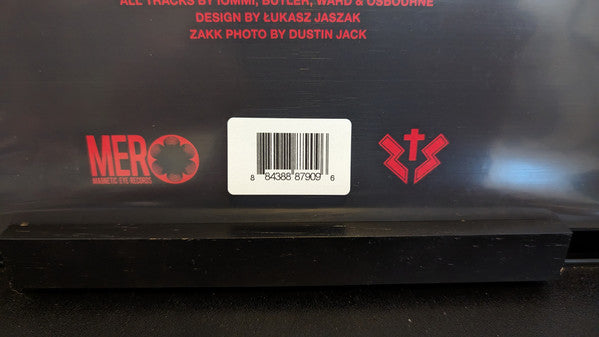 ALL TRACKS BY IOMMI, BUTLER, WARD & OSBOURNE
DESIGN BY ŁUKASZ JASZAK
ZAKK PHOTO BY DUSTIN JACK
MER
MAGNETIC EYE RECORDS
8 84388 87909 6